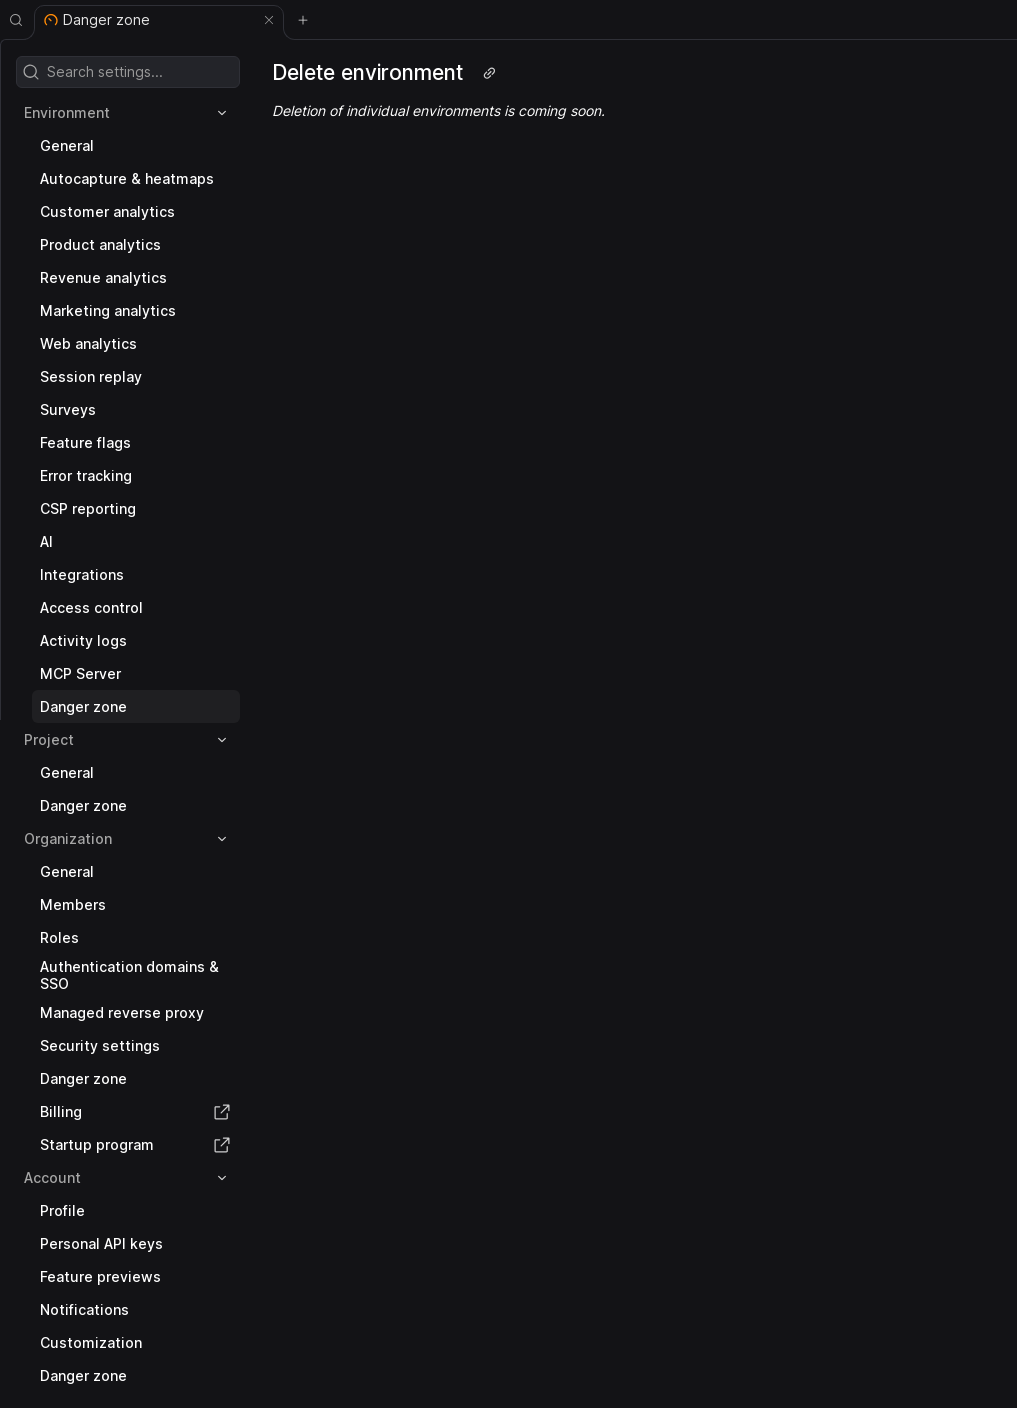 Danger zone
Search settings...
Environment
General
Autocapture & heatmaps
Customer analytics
Product analytics
Revenue analytics
Marketing analytics
Web analytics
Session replay
Surveys
Feature flags
Error tracking
CSP reporting
AI
Integrations
Access control
Activity logs
MCP Server
Danger zone
Project
General
Danger zone
Organization
General
Members
Roles
Authentication domains &
SSO
Managed reverse proxy
Security settings
Danger zone
Billing
Startup program
Account
Profile
Personal API keys
Feature previews
Notifications
Customization
Danger zone
Delete environment
Deletion of individual environments is coming soon.